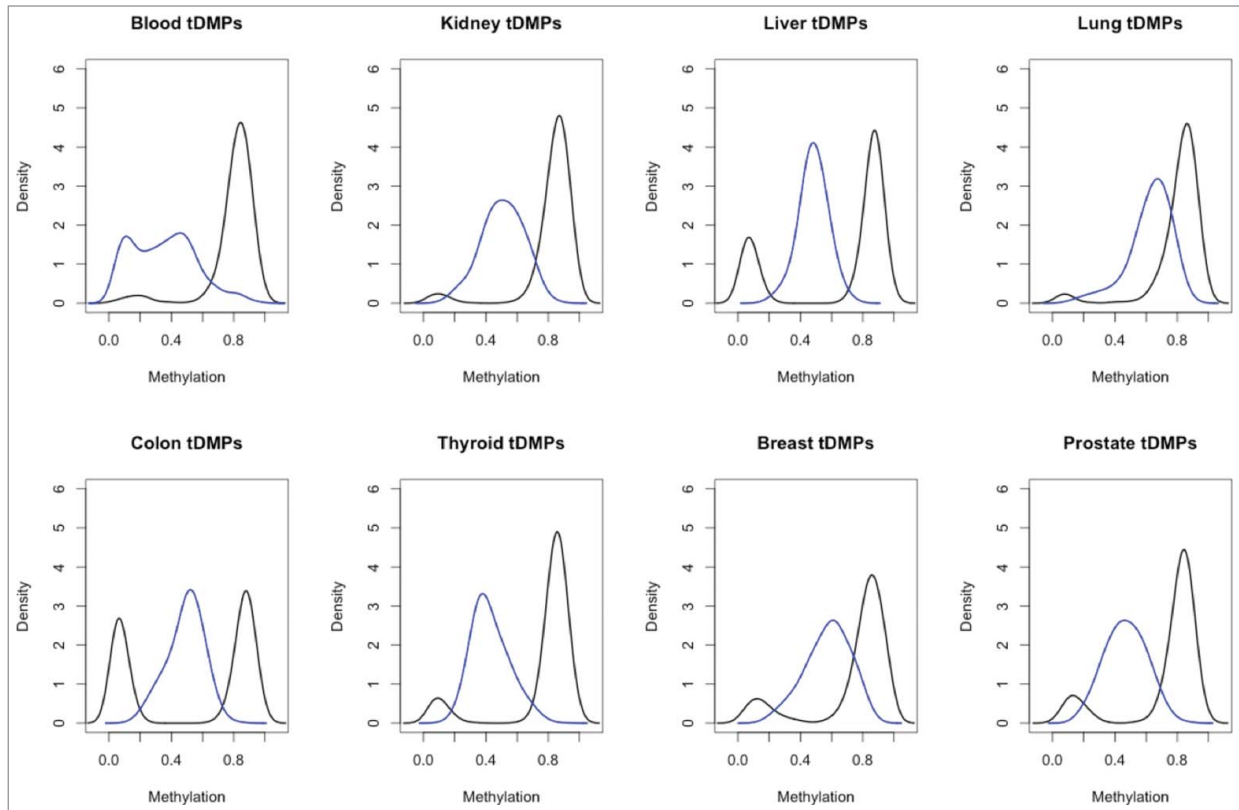 Blood tDMPs
Kidney tDMPs
Liver tDMPs
Lung tDMPs
Density
0 1 2 3 4 5 6
0.0 0.4 0.8
Methylation
Density
0 1 2 3 4 5 6
0.0 0.4 0.8
Methylation
Density
0 1 2 3 4 5 6
0.0 0.4 0.8
Methylation
Density
0 1 2 3 4 5 6
0.0 0.4 0.8
Methylation
Colon tDMPs
Thyroid tDMPs
Breast tDMPs
Prostate tDMPs
Density
0 1 2 3 4 5 6
0.0 0.4 0.8
Methylation
Density
0 1 2 3 4 5 6
0.0 0.4 0.8
Methylation
Density
0 1 2 3 4 5 6
0.0 0.4 0.8
Methylation
Density
0 1 2 3 4 5 6
0.0 0.4 0.8
Methylation